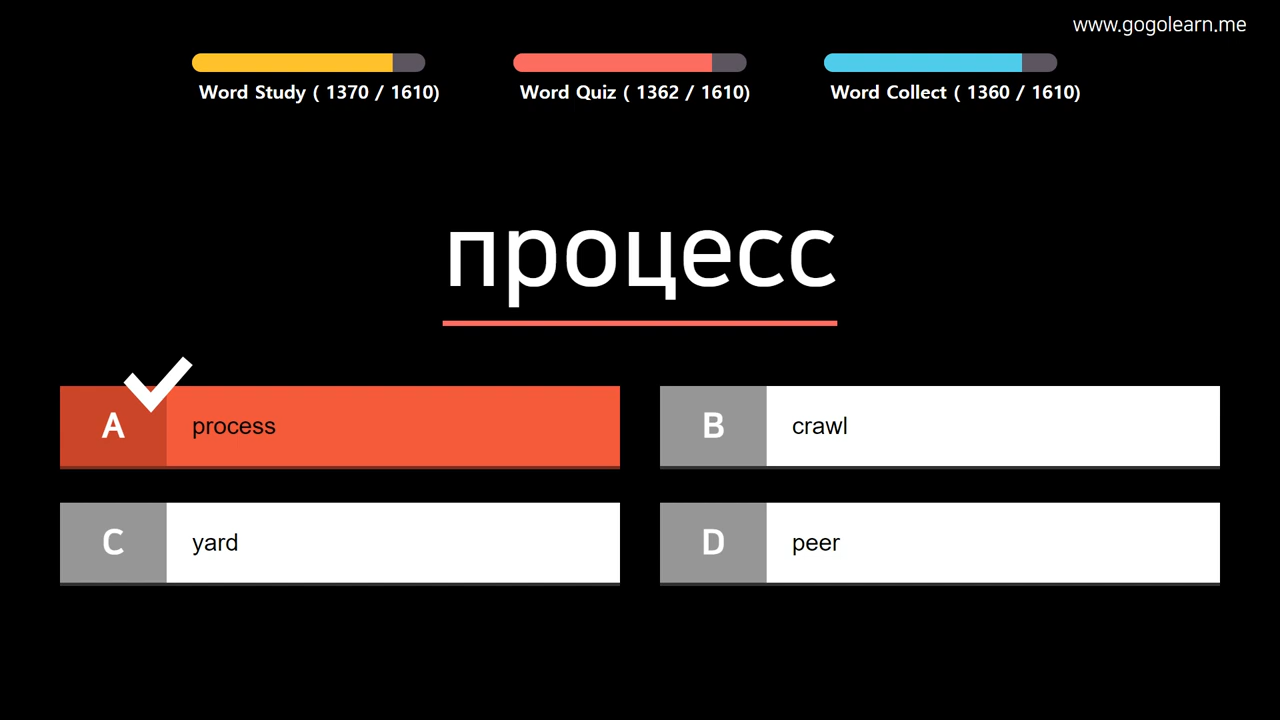 www.gogolearn.me
Word Study ( 1370 / 1610)
Word Quiz ( 1362 / 1610)
Word Collect ( 1360 / 1610)
процесс
A process
B crawl
C yard
D peer